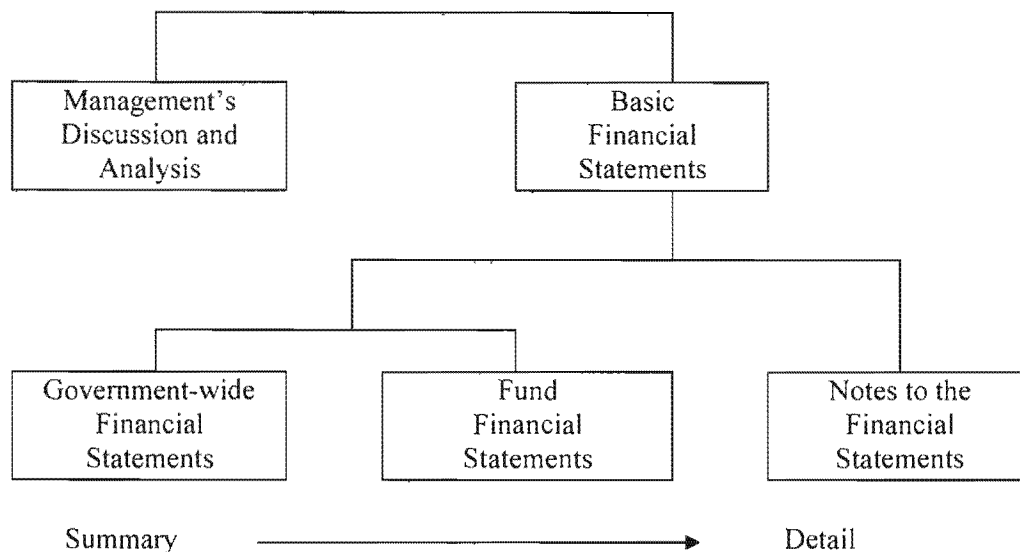 Management's
Discussion and
Analysis
Basic
Financial
Statements
Government-wide
Financial
Statements
Fund
Financial
Statements
Notes to the
Financial
Statements
Summary
Detail